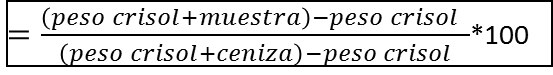 = (peso crisol+muestra)−peso crisol / (peso crisol+ceniza)−peso crisol *100